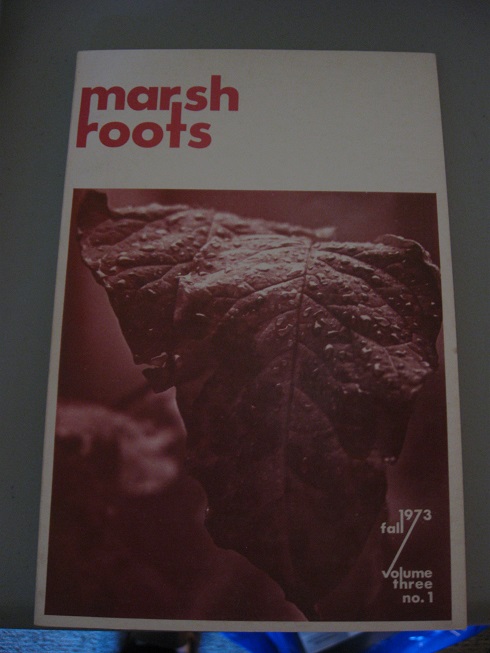 marsh
roots
fall 1973
volume
three
no. 1